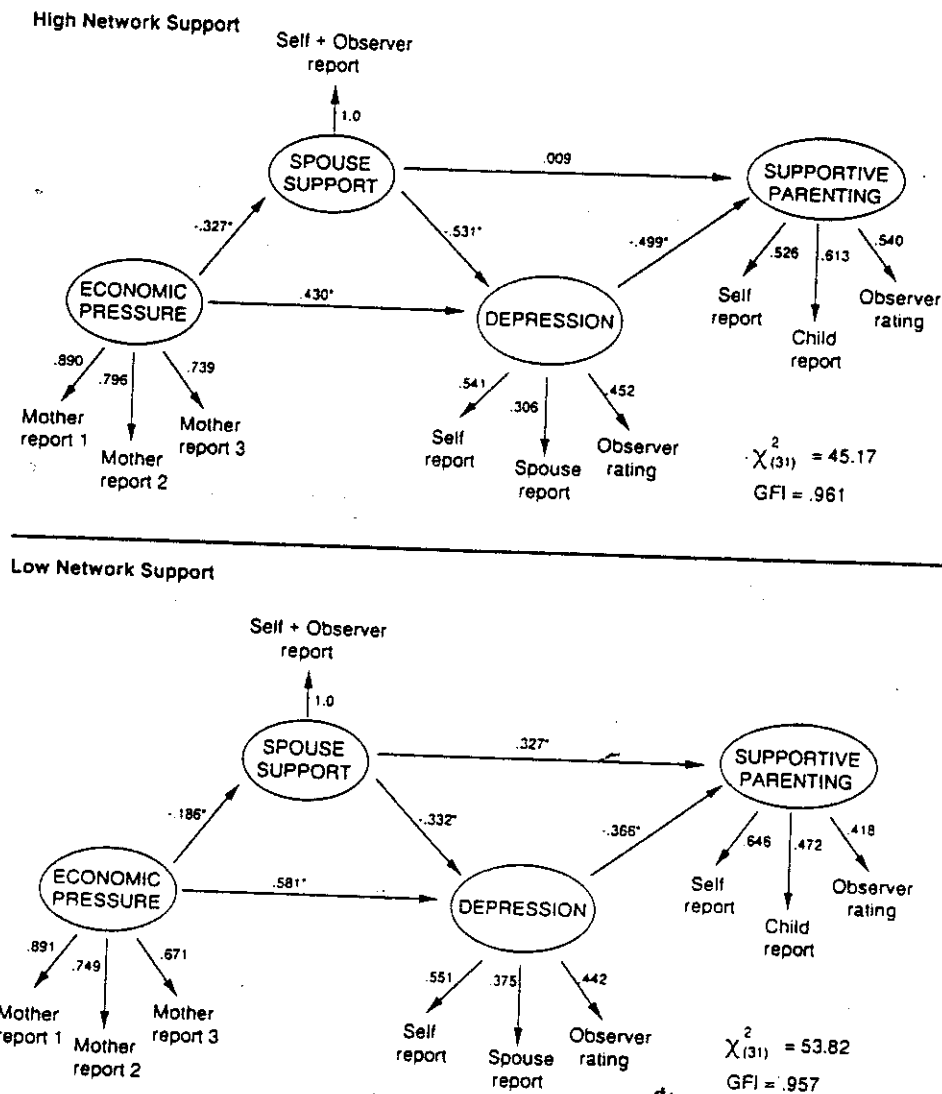 High Network Support
Self + Observer
report
1.0
SPOUSE
SUPPORT
.009
SUPPORTIVE
PARENTING
-.327*
-.531*
-.499*
.526
.613
.540
ECONOMIC
PRESSURE
.430*
DEPRESSION
Self
report
Child
report
Observer
rating
.890
.796
.739
.541
.306
.452
Mother
report 1
Mother
report 2
Mother
report 3
Self
report
Spouse
report
Observer
rating
χ²(31) = 45.17
GFI = .961
Low Network Support
Self + Observer
report
1.0
SPOUSE
SUPPORT
.327*
SUPPORTIVE
PARENTING
-.186*
-.332*
-.366*
.646
.472
.418
ECONOMIC
PRESSURE
.581*
DEPRESSION
Self
report
Child
report
Observer
rating
.891
.749
.671
.551
.375
.442
Mother
report 1
Mother
report 2
Mother
report 3
Self
report
Spouse
report
Observer
rating
χ²(31) = 53.82
GFI = .957